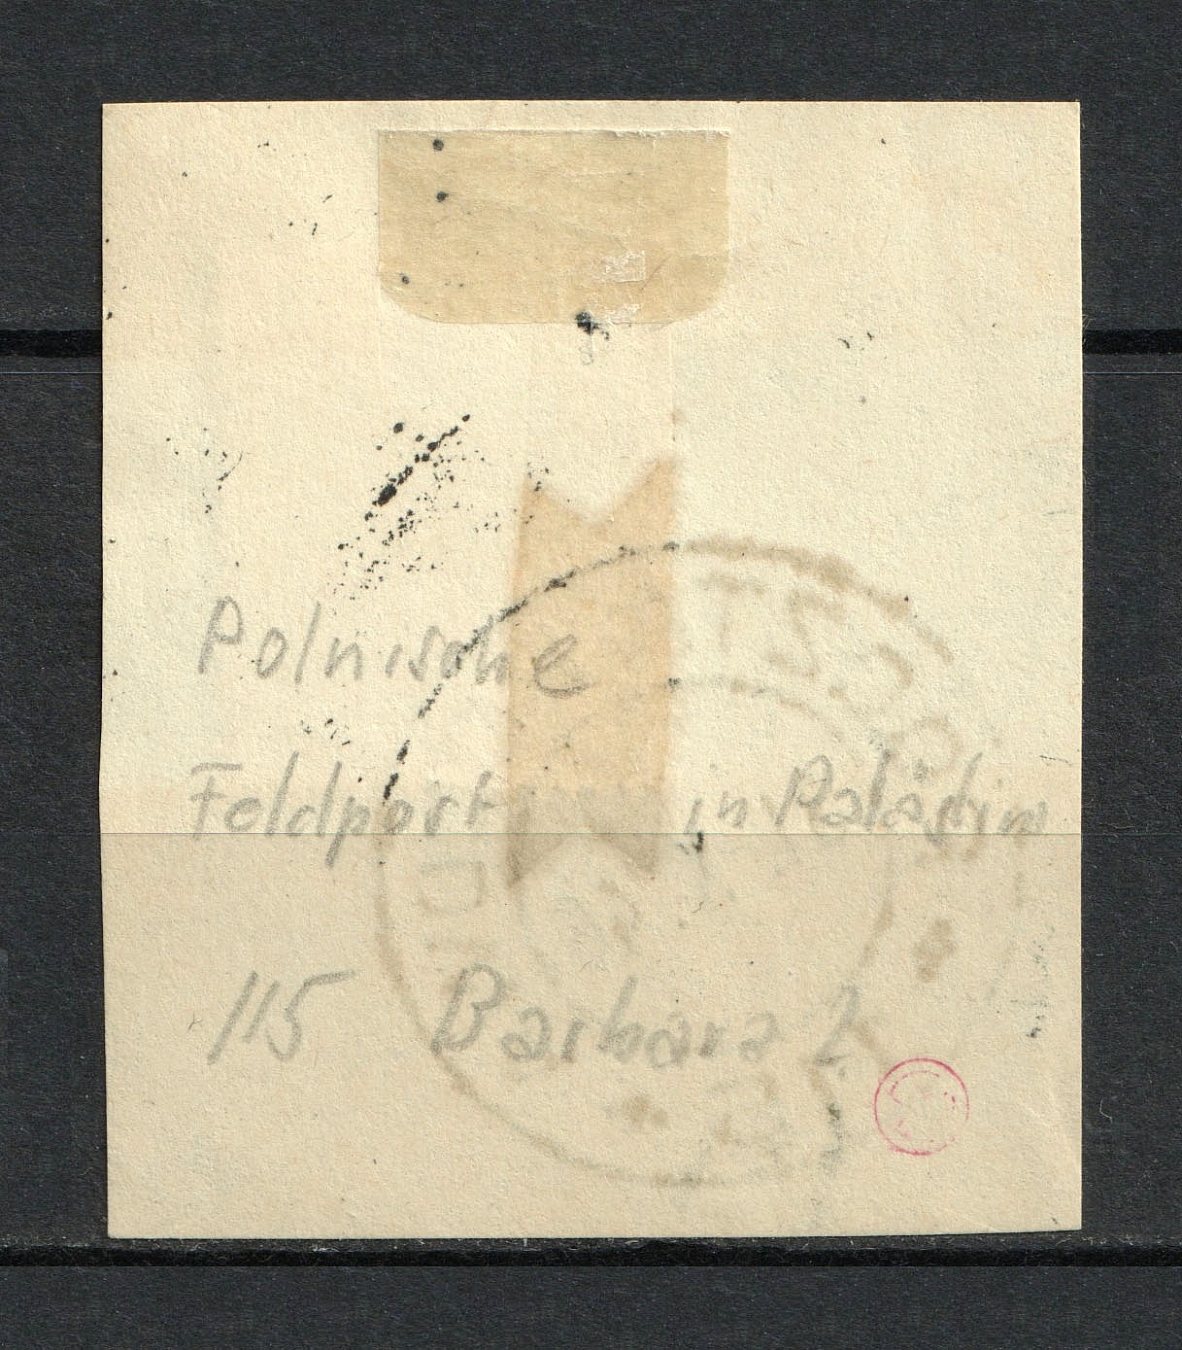 Polnische
Feldpost in Palästina
115 Barbara 2